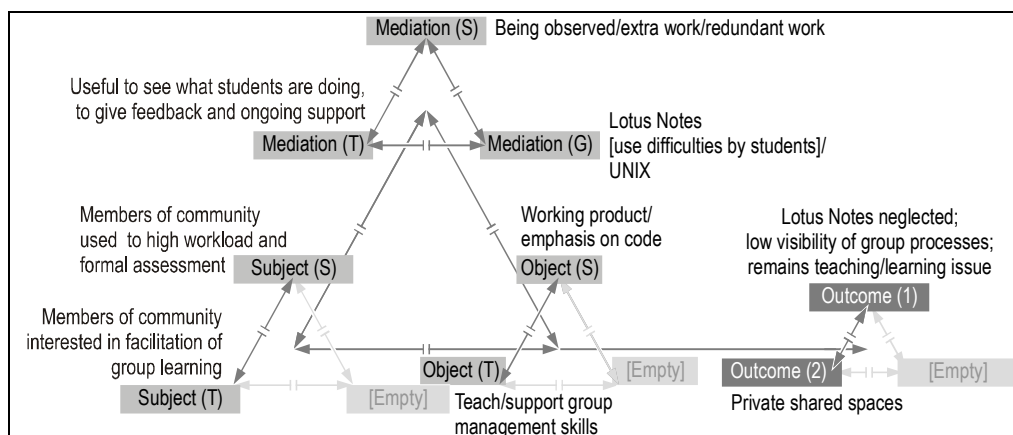 Mediation (S)
Being observed/extra work/redundant work
Useful to see what students are doing,
to give feedback and ongoing support
Mediation (T)
Mediation (G)
Lotus Notes
[use difficulties by students]/
UNIX
Members of community
used to high workload and
formal assessment
Subject (S)
Working product/
emphasis on code
Object (S)
Lotus Notes neglected;
low visibility of group processes;
remains teaching/learning issue
Outcome (1)
Members of community
interested in facilitation of
group learning
Subject (T)
[Empty]
Object (T)
[Empty]
Teach/support group
management skills
Outcome (2)
[Empty]
Private shared spaces